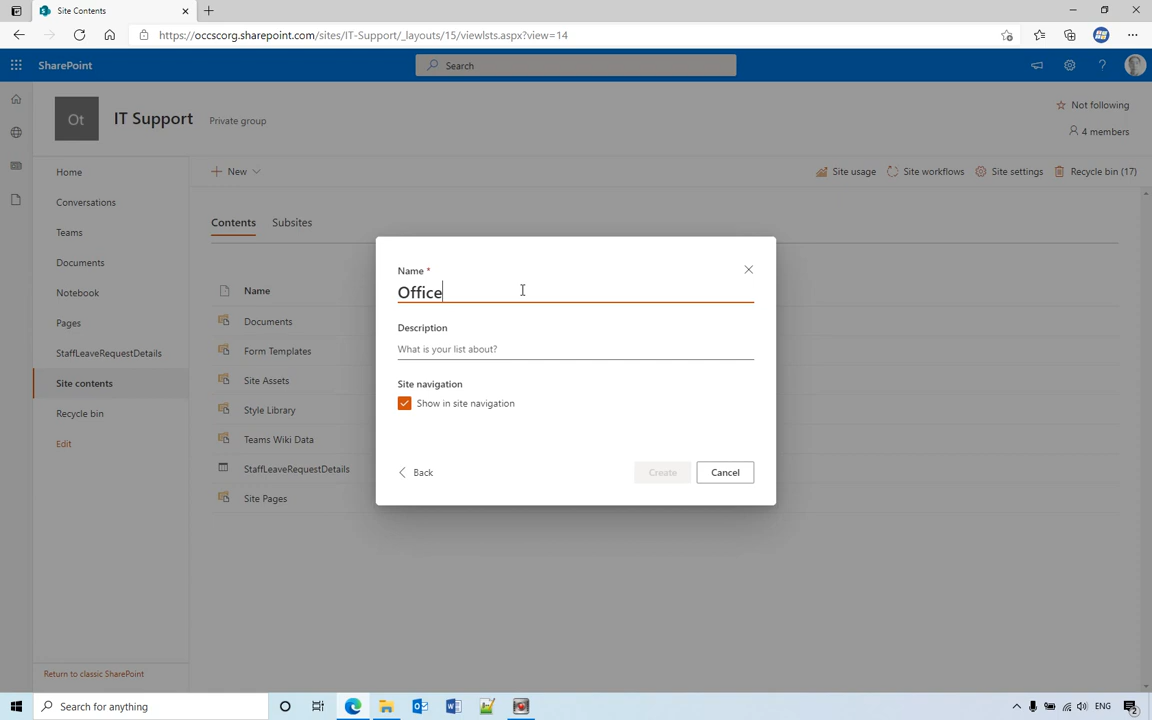 Site Contents
https://occscorg.sharepoint.com/sites/IT-Support/_layouts/15/viewlsts.aspx?view=14
SharePoint
Search
Ot
IT Support
Private group
Not following
4 members
Home
Conversations
Teams
Documents
Notebook
Pages
StaffLeaveRequestDetails
Site contents
Recycle bin
Edit
Return to classic SharePoint
New
Site usage
Site workflows
Site settings
Recycle bin (17)
Contents
Subsites
Name
Documents
Form Templates
Site Assets
Style Library
Teams Wiki Data
StaffLeaveRequestDetails
Site Pages
Name *
Office
Description
What is your list about?
Site navigation
Show in site navigation
Back
Create
Cancel
Search for anything
ENG
2